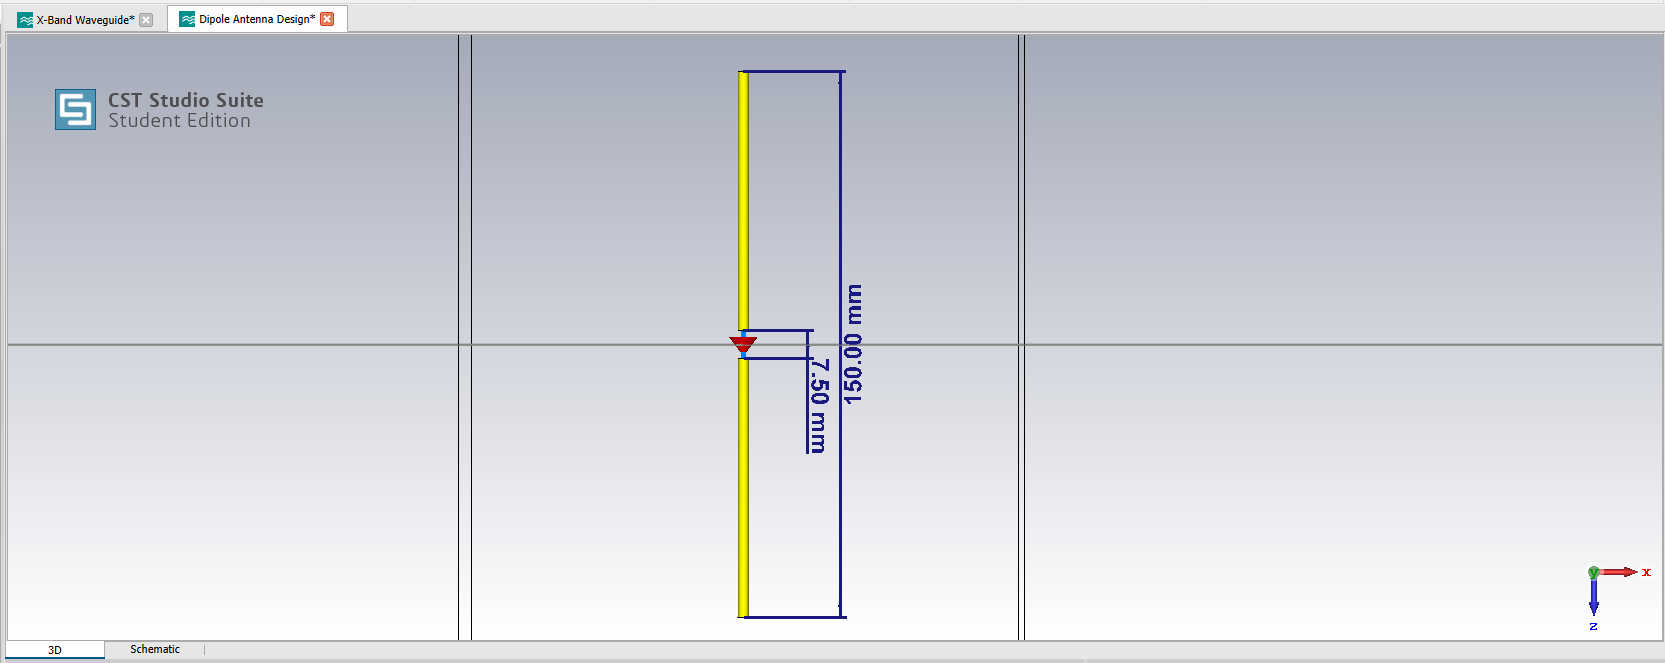 X-Band Waveguide*
Dipole Antenna Design*
CST Studio Suite
Student Edition
150.00 mm
7.50 mm
y
x
z
3D
Schematic